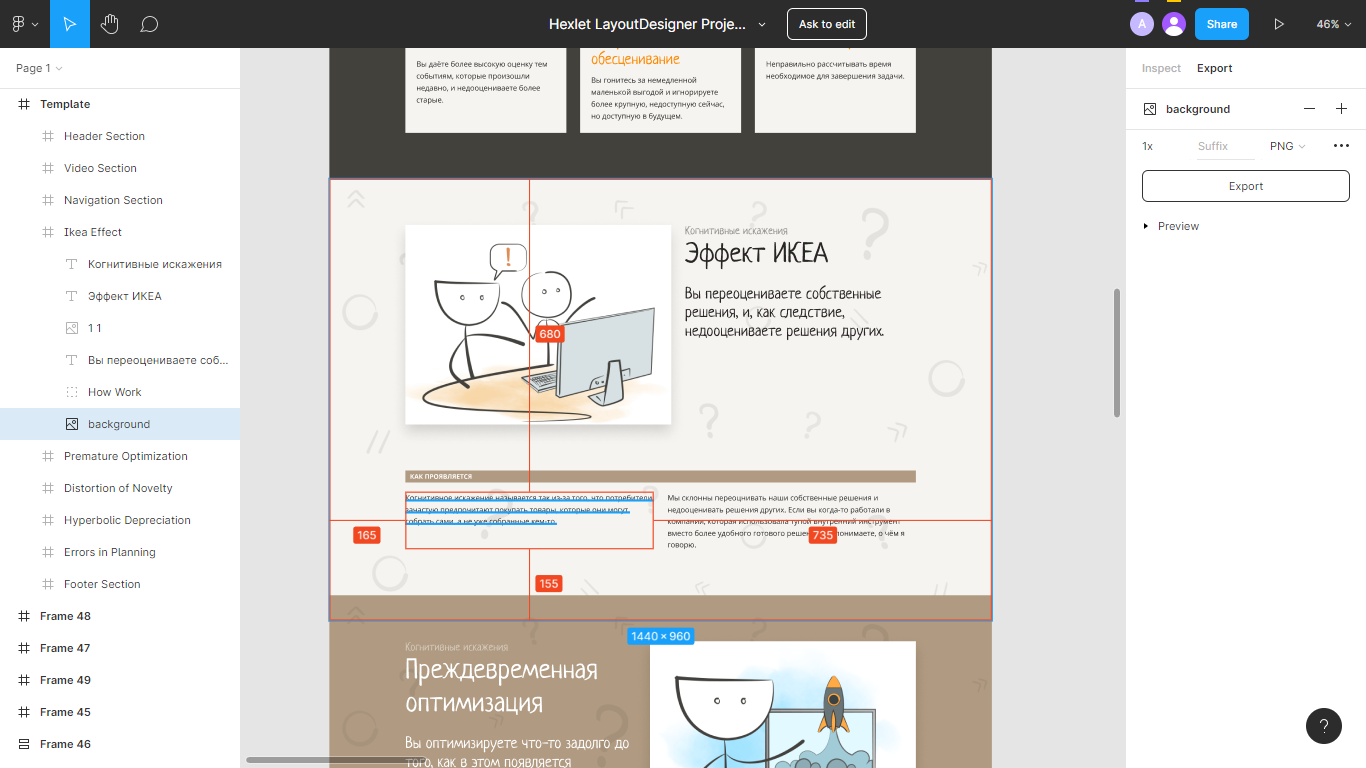 Hexlet LayoutDesigner Proje...
Ask to edit
A
Share
46%
Page 1
Template
Header Section
Video Section
Navigation Section
Ikea Effect
Когнитивные искажения
Эффект ИКЕА
1 1
Вы переоцениваете соб...
How Work
background
Premature Optimization
Distortion of Novelty
Hyperbolic Depreciation
Errors in Planning
Footer Section
Frame 48
Frame 47
Frame 49
Frame 45
Frame 46
Вы даёте более высокую оценку тем
событиям, которые произошли
недавно, и недооцениваете более
старые.
обесценивание
Вы гонитесь за немедленной
маленькой выгодой и игнорируете
более крупную, недоступную сейчас,
но доступную в будущем.
Неправильно рассчитывать время
необходимое для завершения задачи.
Когнитивные искажения
Эффект ИКЕА
Вы переоцениваете собственные
решения, и, как следствие,
недооцениваете решения других.
!
680
КАК ПРОЯВЛЯЕТСЯ
Когнитивное искажение называется так из-за того, что потребители
зачастую предпочитают покупать товары, которые они могут
собрать сами, а не уже собранные кем-то.
Мы склонны переоценивать наши собственные решения и
недооценивать решения других. Если вы когда-то работали в
компании, которая использовала тупой внутренний инструмент
вместо более удобного готового решен понимаете, о чём я
говорю.
165
735
155
1440 × 960
Когнитивные искажения
Преждевременная
оптимизация
Вы оптимизируете что-то задолго до
того, как в этом появляется
Inspect
Export
background
1x
Suffix
PNG
Export
Preview
?